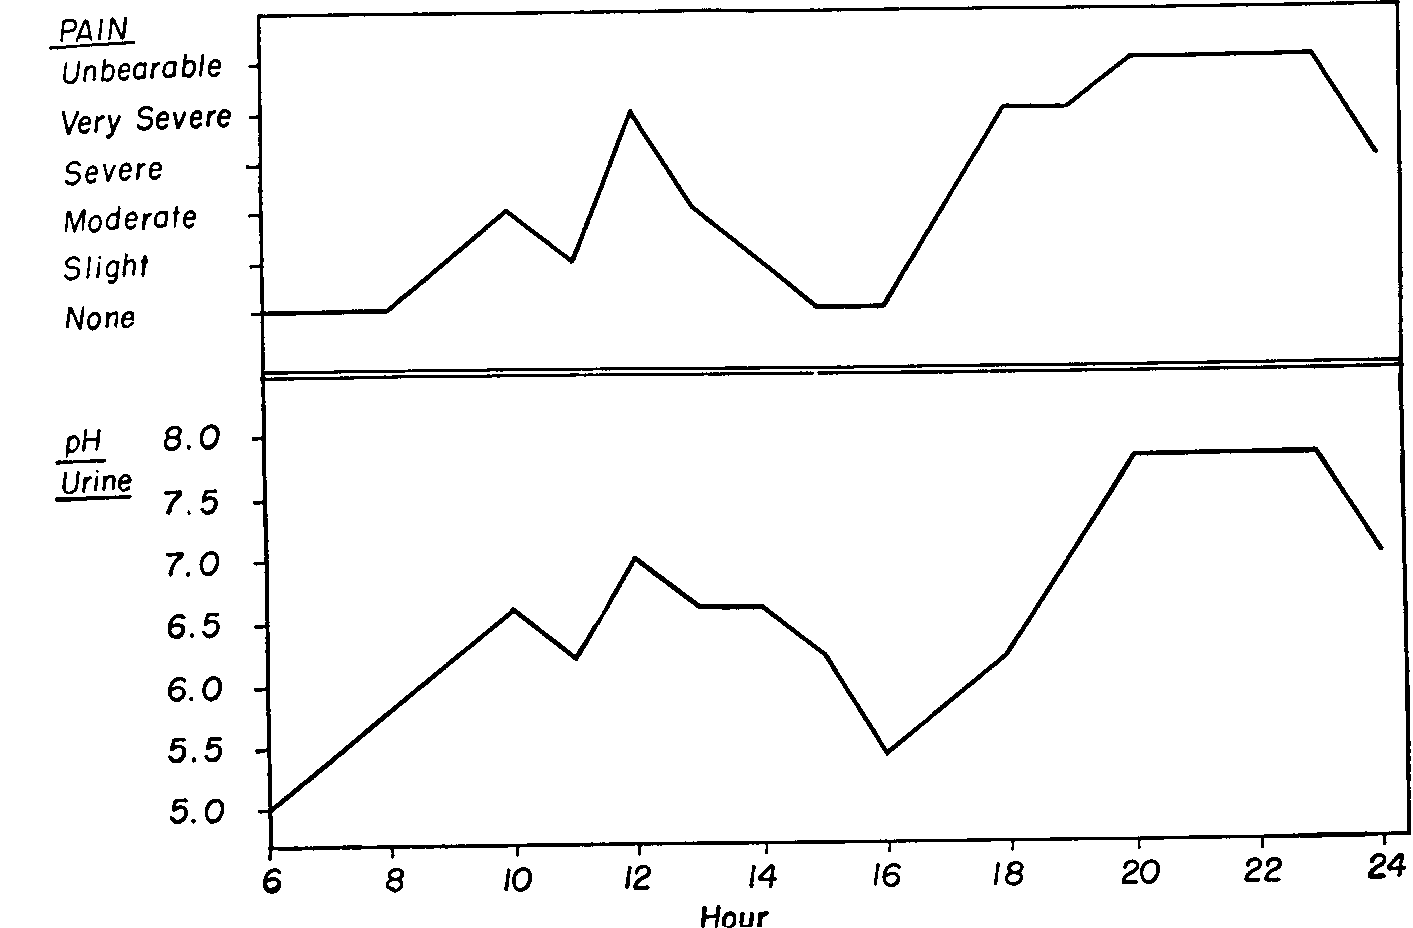 PAIN
Unbearable
Very Severe
Severe
Moderate
Slight
None
pH
Urine
8.0
7.5
7.0
6.5
6.0
5.5
5.0
6 8 10 12 14 16 18 20 22 24
Hour